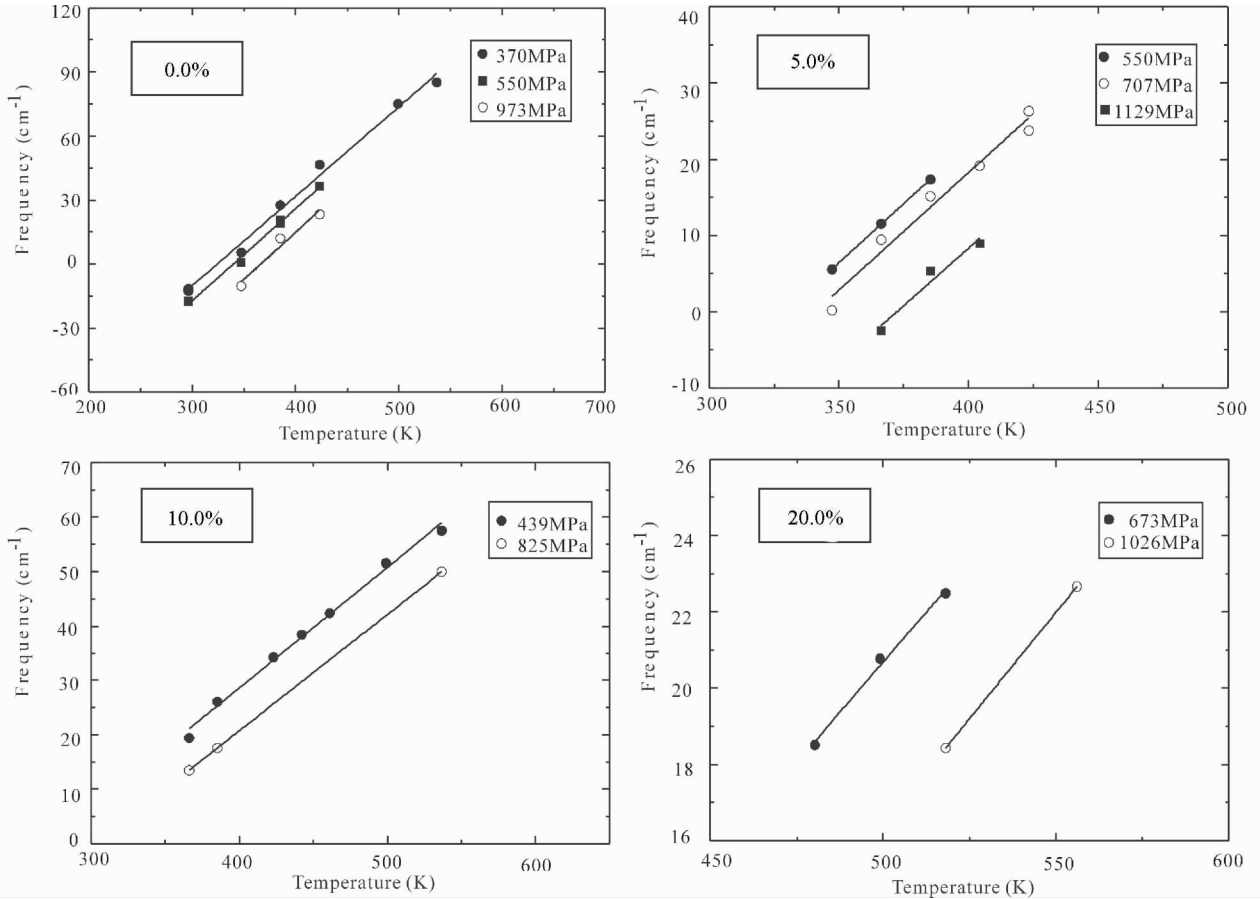 120
90
60
30
0
-30
-60
Frequency (cm⁻¹)
0.0%
370MPa
550MPa
973MPa
200 300 400 500 600 700
Temperature (K)
40
30
20
10
0
-10
Frequency (cm⁻¹)
5.0%
550MPa
707MPa
1129MPa
300 350 400 450 500
Temperature (K)
70
60
50
40
30
20
10
0
Frequency (cm⁻¹)
10.0%
439MPa
825MPa
300 400 500 600
Temperature (K)
26
24
22
20
18
16
Frequency (cm⁻¹)
20.0%
673MPa
1026MPa
450 500 550 600
Temperature (K)